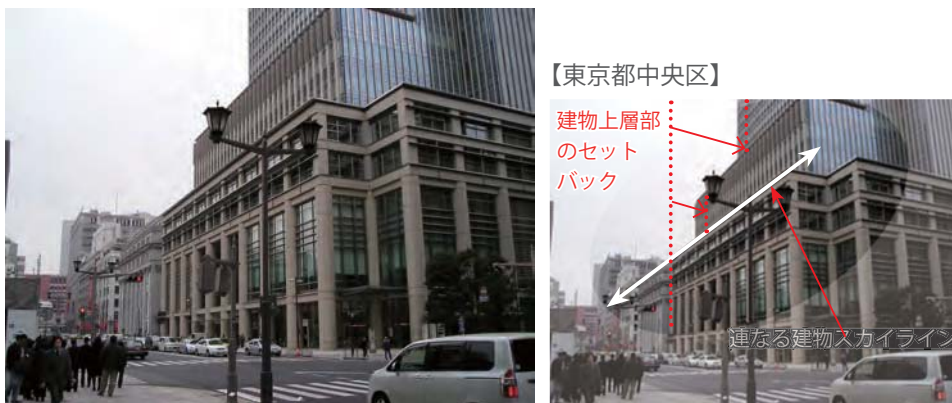 【東京都中央区】
建物上層部
のセット
バック
連なる建物スカイライン